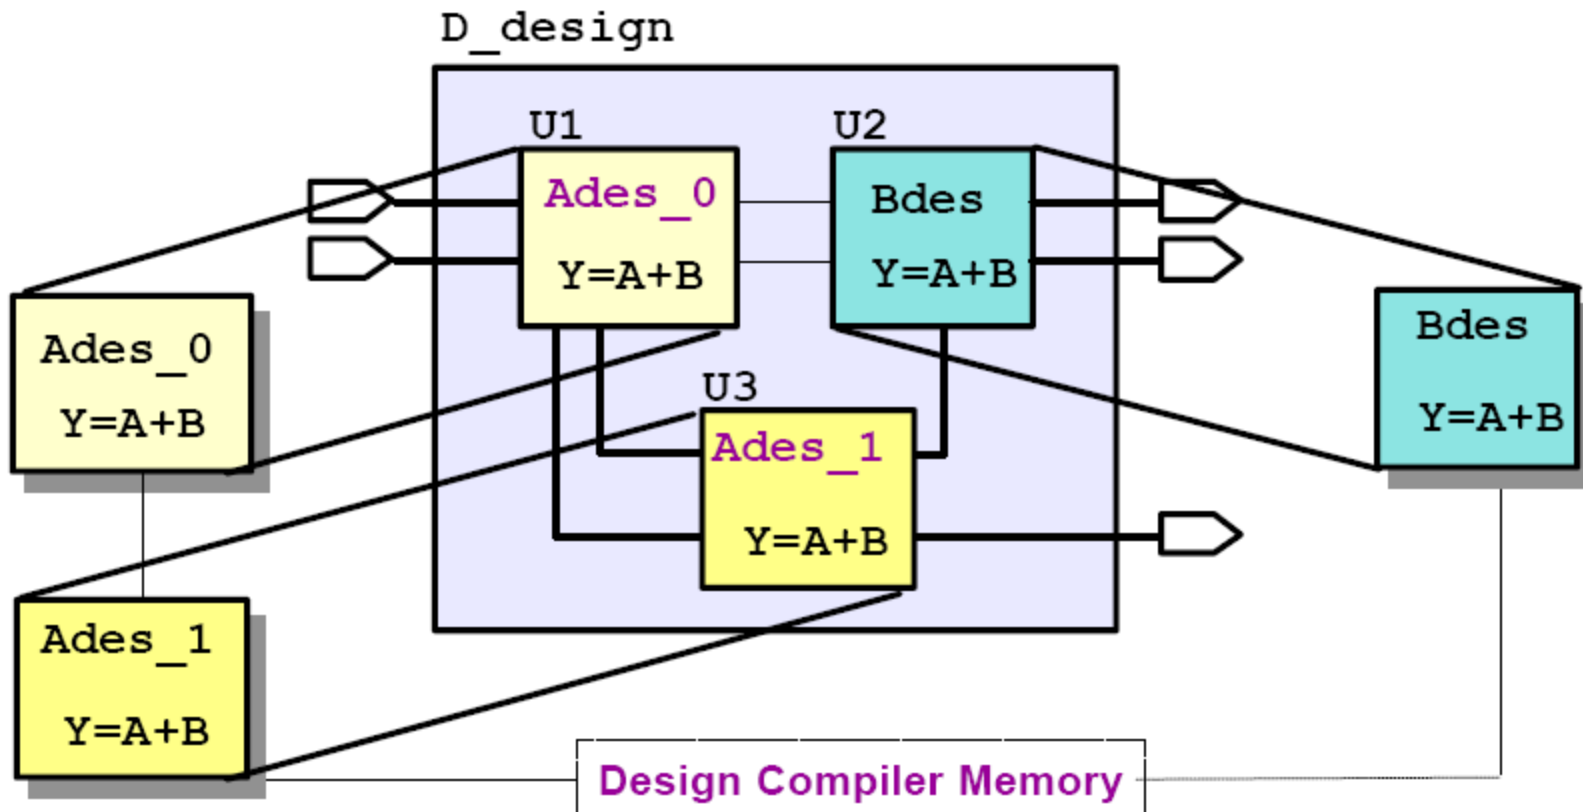 D_design
U1
U2
Ades_0
Y=A+B
Bdes
Y=A+B
Ades_0
Y=A+B
Bdes
Y=A+B
U3
Ades_1
Y=A+B
Ades_1
Y=A+B
Design Compiler Memory